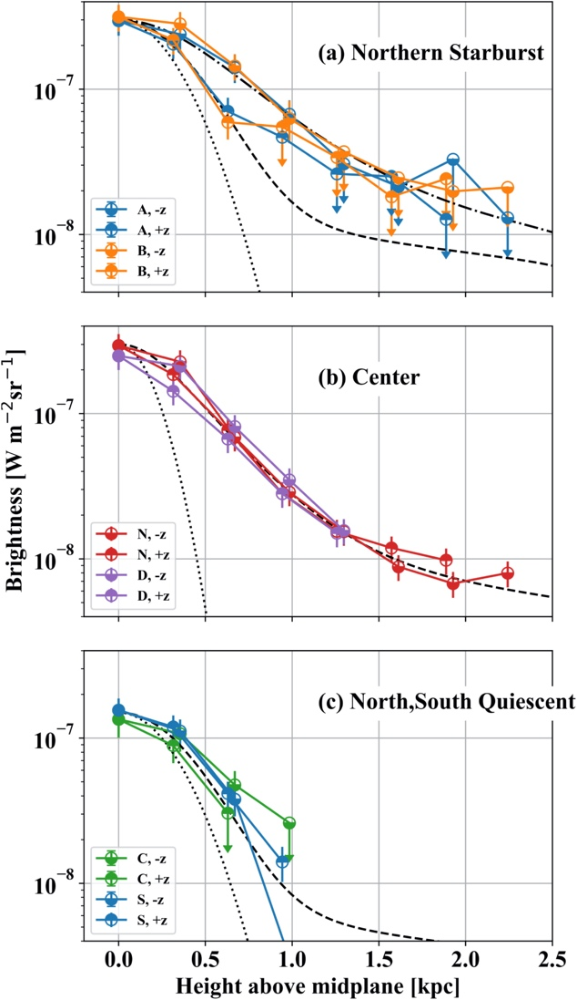 (a) Northern Starburst
10⁻⁷
10⁻⁸
A, -z
A, +z
B, -z
B, +z
Brightness [W m⁻²sr⁻¹]
(b) Center
10⁻⁷
10⁻⁸
N, -z
N, +z
D, -z
D, +z
(c) North,South Quiescent
10⁻⁷
10⁻⁸
C, -z
C, +z
S, -z
S, +z
0.0 0.5 1.0 1.5 2.0 2.5
Height above midplane [kpc]